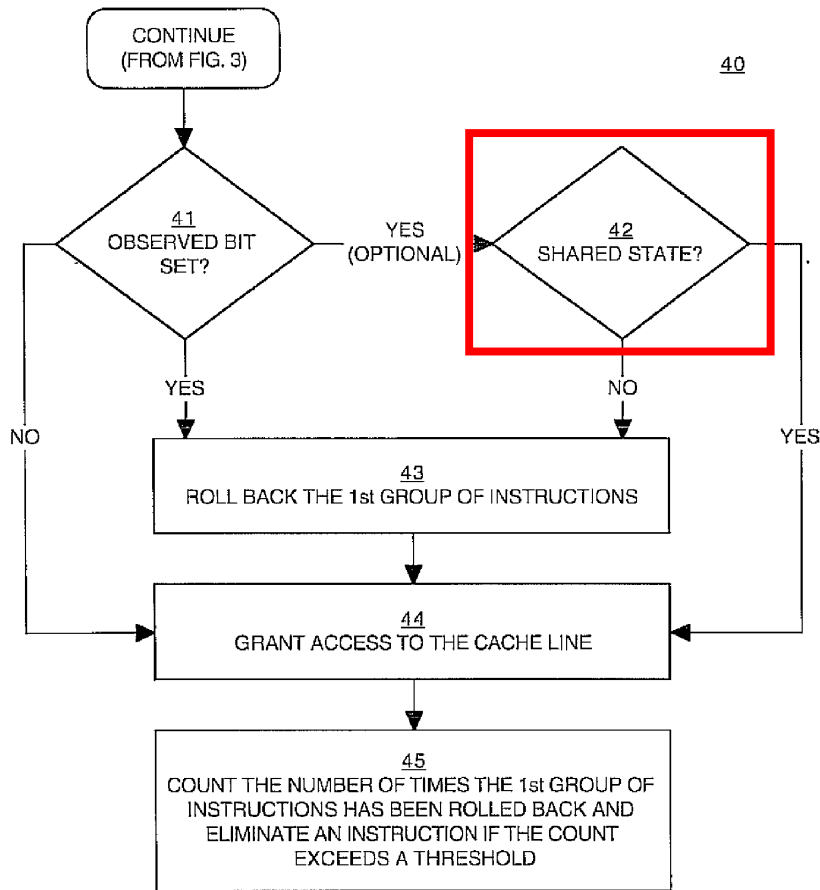 CONTINUE
(FROM FIG. 3)
40
41
OBSERVED BIT
SET?
YES
(OPTIONAL)
42
SHARED STATE?
YES
NO
NO
YES
43
ROLL BACK THE 1st GROUP OF INSTRUCTIONS
44
GRANT ACCESS TO THE CACHE LINE
45
COUNT THE NUMBER OF TIMES THE 1st GROUP OF
INSTRUCTIONS HAS BEEN ROLLED BACK AND
ELIMINATE AN INSTRUCTION IF THE COUNT
EXCEEDS A THRESHOLD